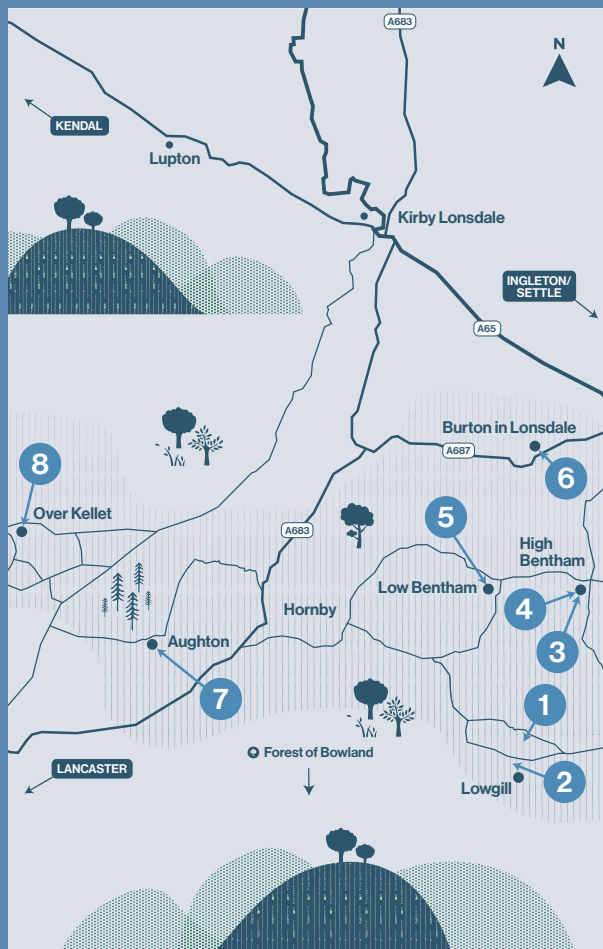 A683
N
KENDAL
Lupton
Kirby Lonsdale
INGLETON/
SETTLE
A65
Burton in Lonsdale
A687
8
6
Over Kellet
5
A683
High
Bentham
Low Bentham
4
Hornby
3
Aughton
7
1
Forest of Bowland
LANCASTER
2
Lowgill